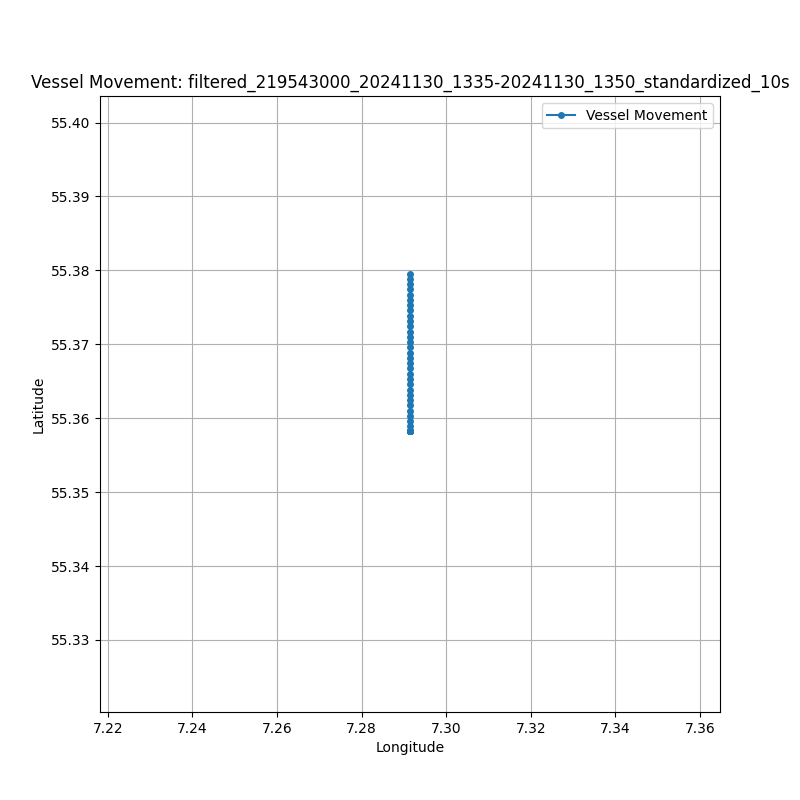 Vessel Movement: filtered_219543000_20241130_1335-20241130_1350_standardized_10s
Vessel Movement
55.40
55.39
55.38
55.37
55.36
55.35
55.34
55.33
Latitude
7.22 7.24 7.26 7.28 7.30 7.32 7.34 7.36
Longitude